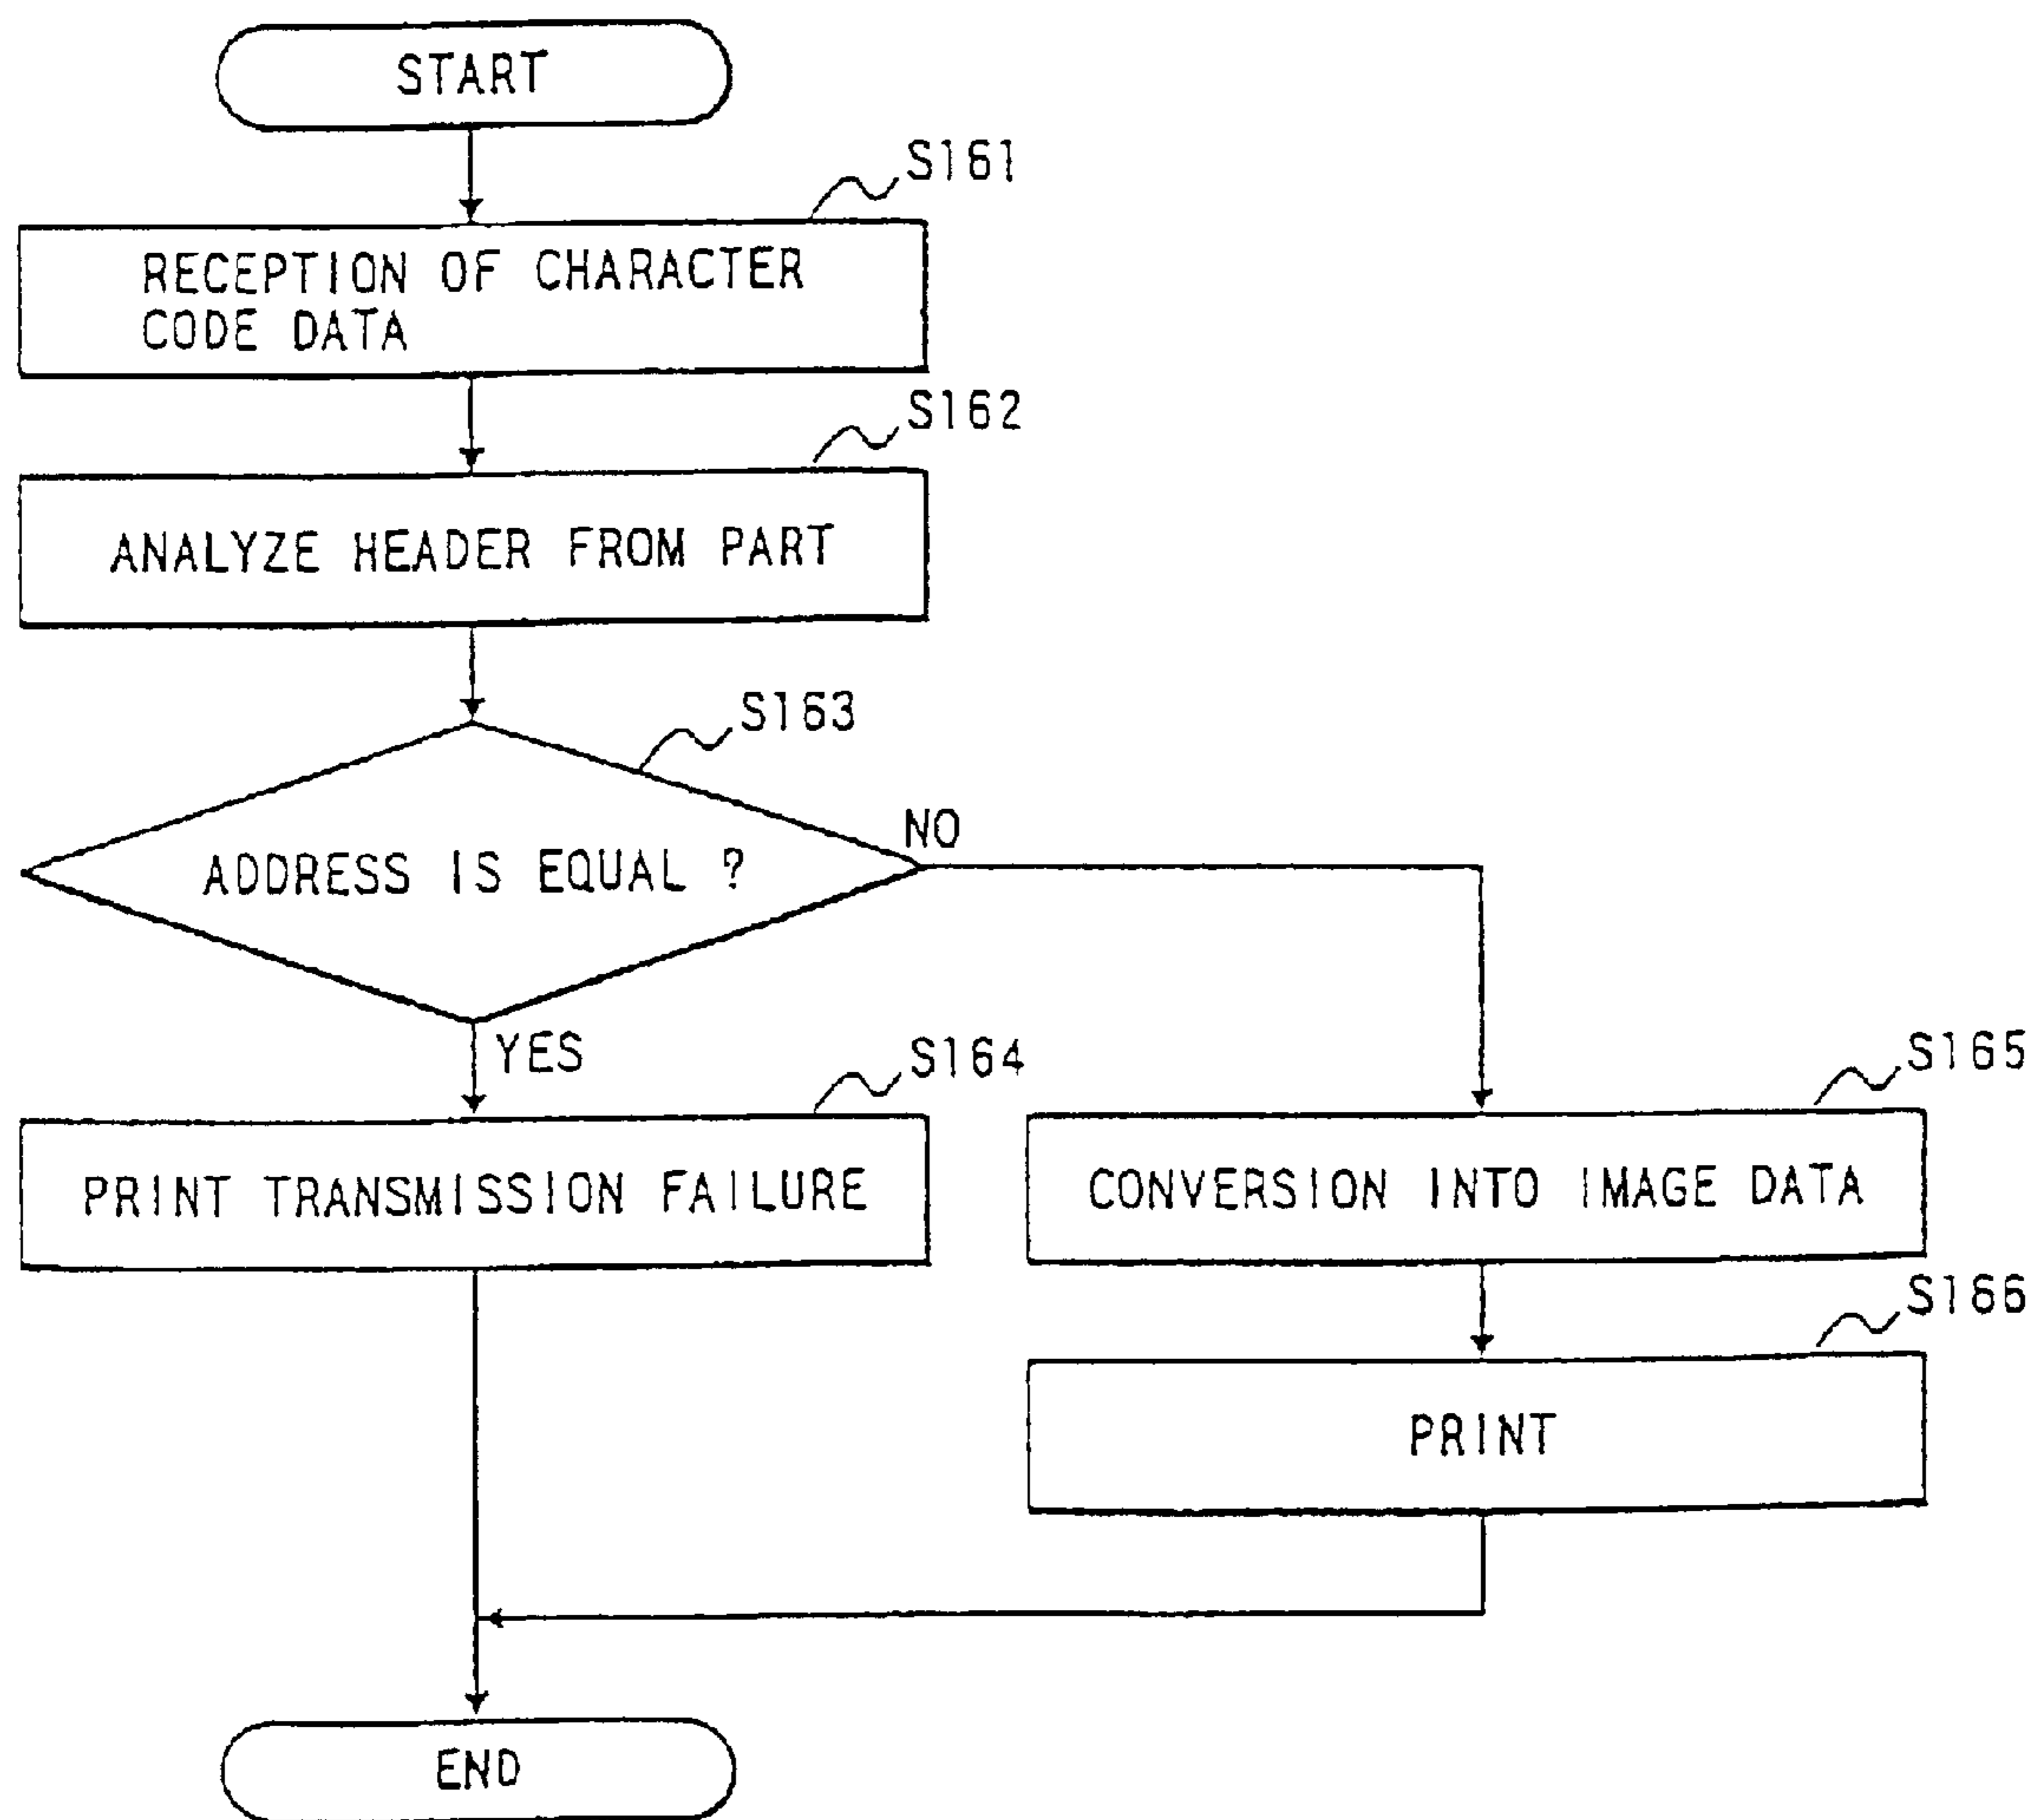 START
S161
RECEPTION OF CHARACTER
CODE DATA
S162
ANALYZE HEADER FROM PART
S163
ADDRESS IS EQUAL ?
NO
YES
S164
S165
PRINT TRANSMISSION FAILURE
CONVERSION INTO IMAGE DATA
S166
PRINT
END